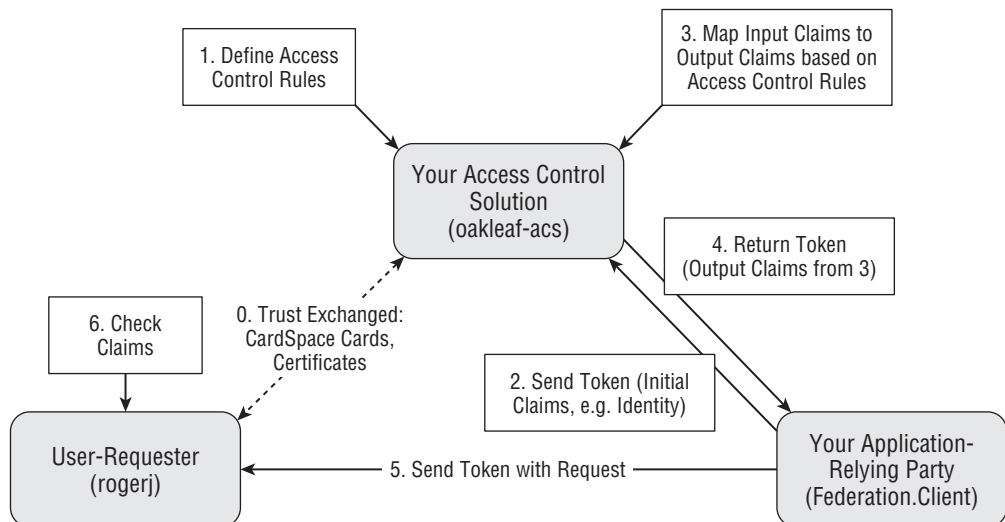 1. Define Access
Control Rules
3. Map Input Claims to
Output Claims based on
Access Control Rules
Your Access Control
Solution
(oakleaf-acs)
4. Return Token
(Output Claims from 3)
0. Trust Exchanged:
CardSpace Cards,
Certificates
6. Check
Claims
2. Send Token (Initial
Claims, e.g. Identity)
User-Requester
(rogerj)
5. Send Token with Request
Your Application-
Relying Party
(Federation.Client)